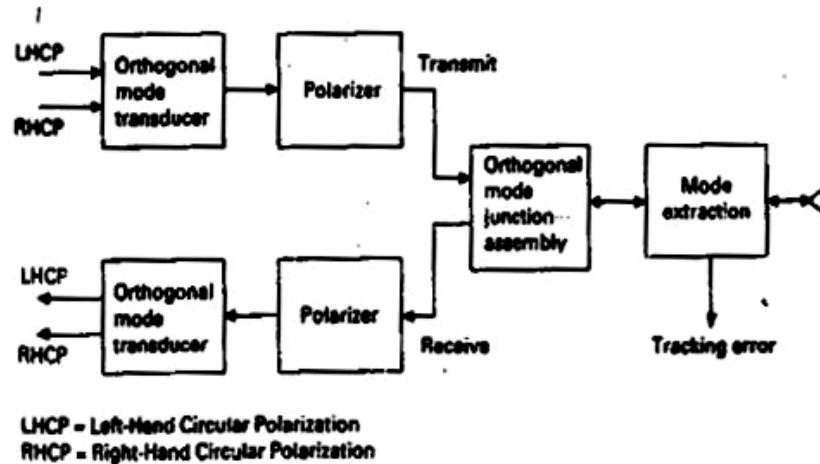 LHCP
RHCP
Orthogonal
mode
transducer
Polarizer
Transmit
Orthogonal
mode
junction
assembly
Mode
extraction
Tracking error
LHCP
RHCP
Orthogonal
mode
transducer
Polarizer
Receive
LHCP = Left-Hand Circular Polarization
RHCP = Right-Hand Circular Polarization